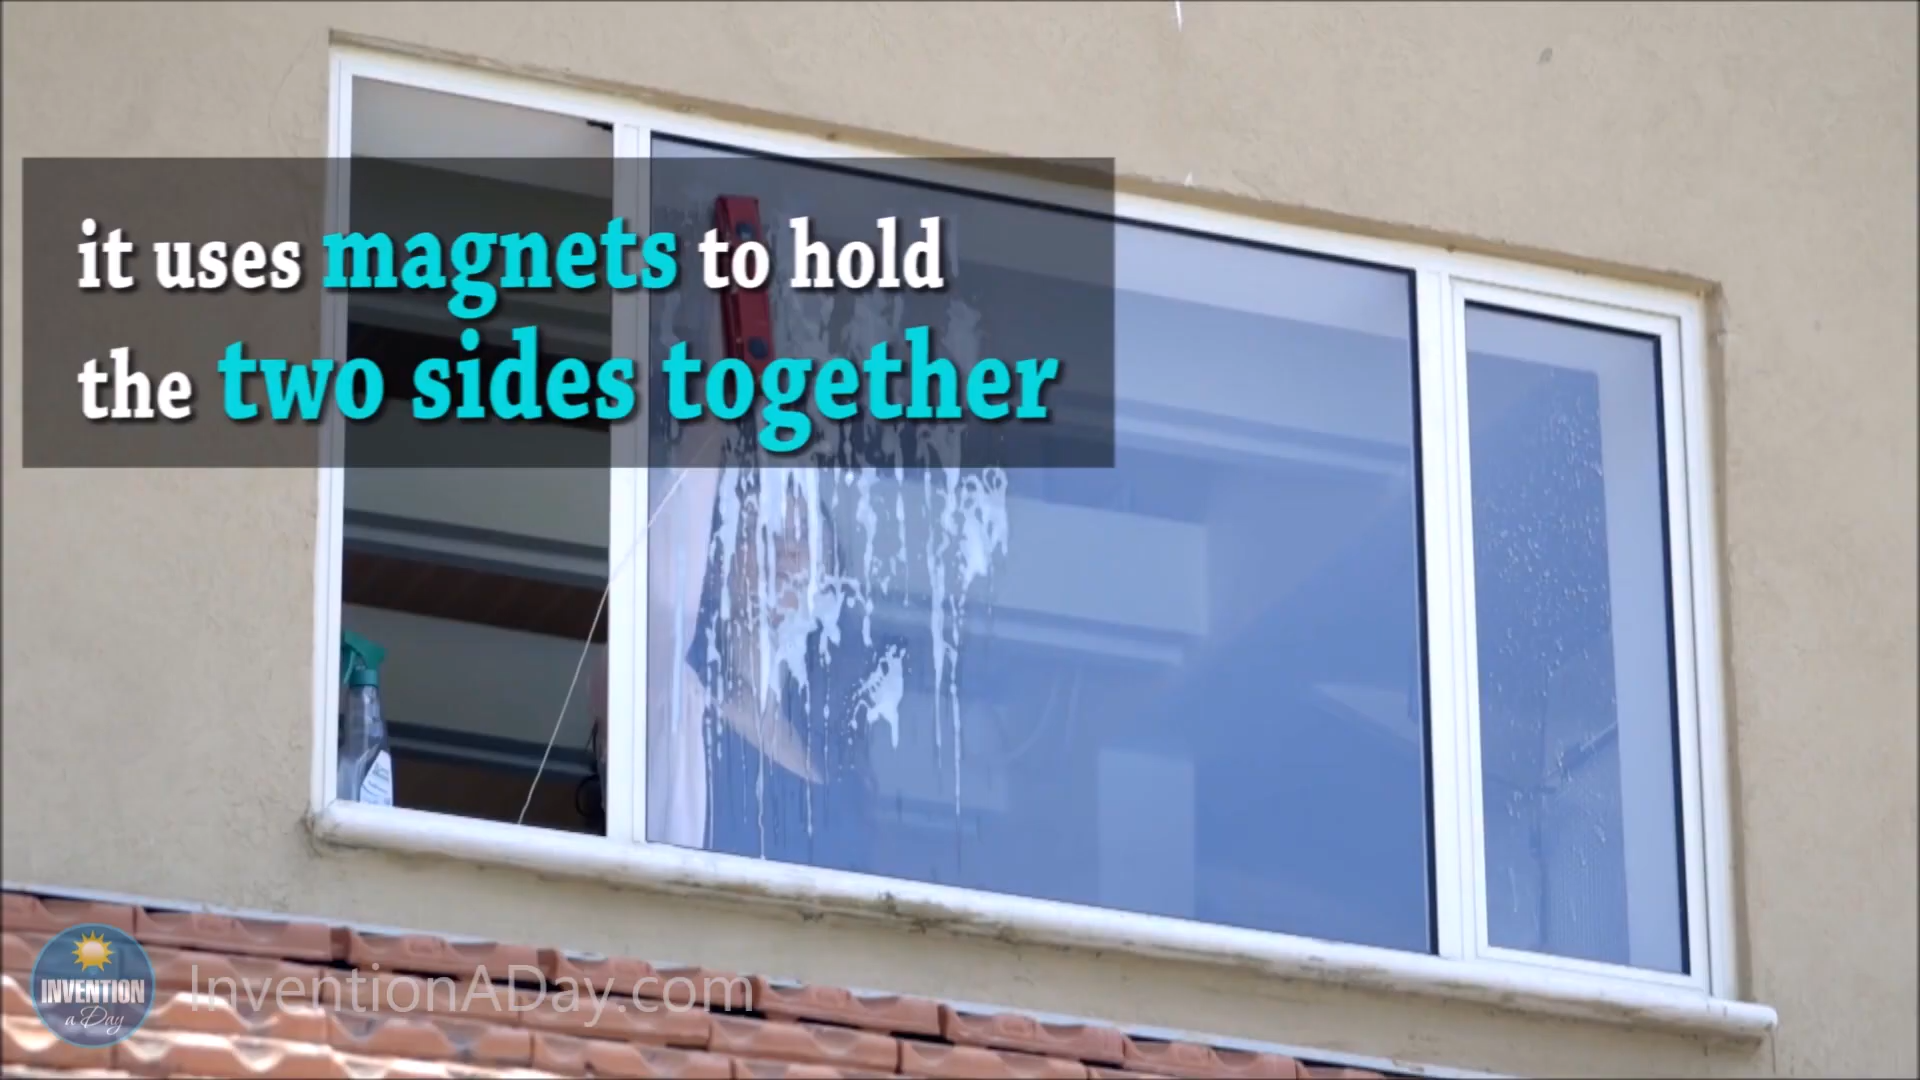 it uses magnets to hold
the two sides together
INVENTION
a Day
InventionADay.com